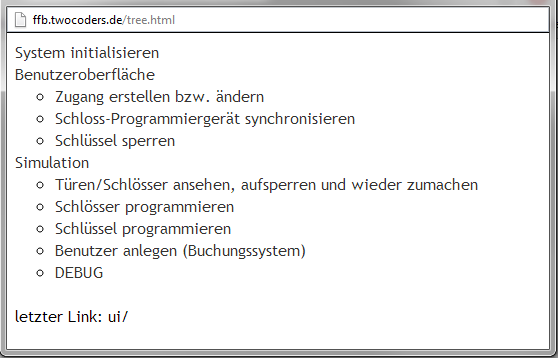 ffb.twocoders.de/tree.html
System initialisieren
Benutzeroberfläche
Zugang erstellen bzw. ändern
Schloss-Programmiergerät synchronisieren
Schlüssel sperren
Simulation
Türen/Schlösser ansehen, aufsperren und wieder zumachen
Schlösser programmieren
Schlüssel programmieren
Benutzer anlegen (Buchungssystem)
DEBUG
letzter Link: ui/